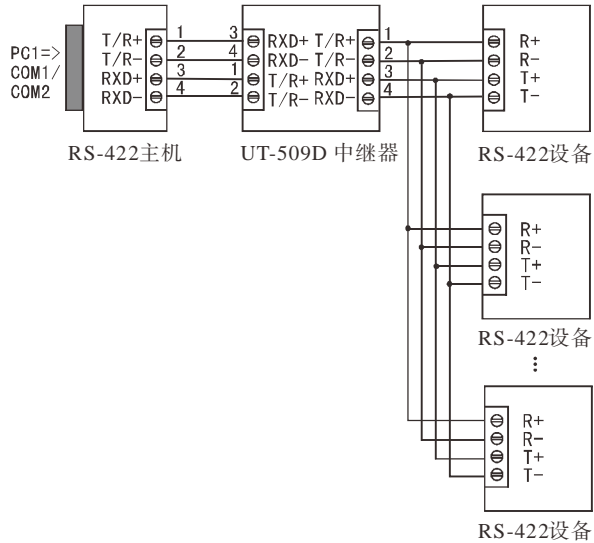 PC1=>
COM1/
COM2
T/R+ 1 3 RXD+ T/R+ 1 R+
T/R- 2 4 RXD- T/R- 2 R-
RXD+ 3 1 T/R+ RXD+ 3 T+
RXD- 4 2 T/R- RXD- 4 T-
RS-422主机 UT-509D 中继器 RS-422设备
R+
R-
T+
T-
RS-422设备
⋮
R+
R-
T+
T-
RS-422设备